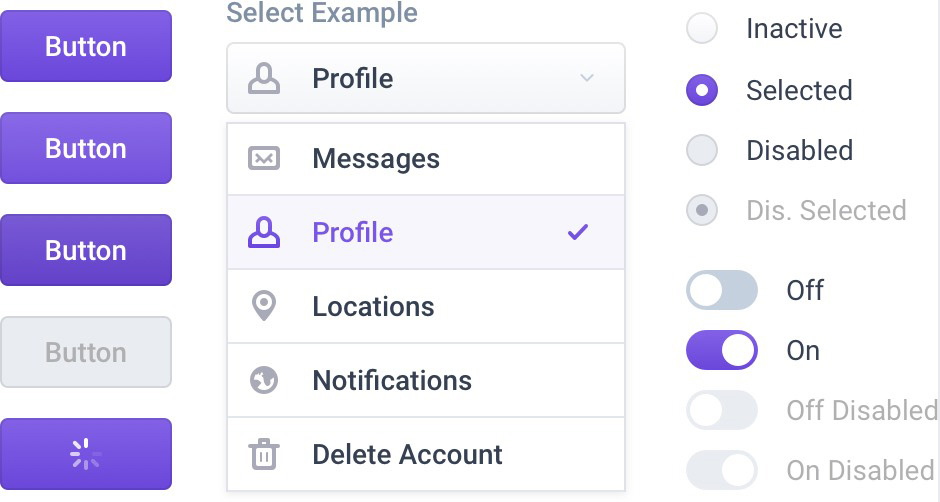 Button
Button
Button
Button
Select Example
Profile
Messages
Profile
Locations
Notifications
Delete Account
Inactive
Selected
Disabled
Dis. Selected
Off
On
Off Disabled
On Disabled